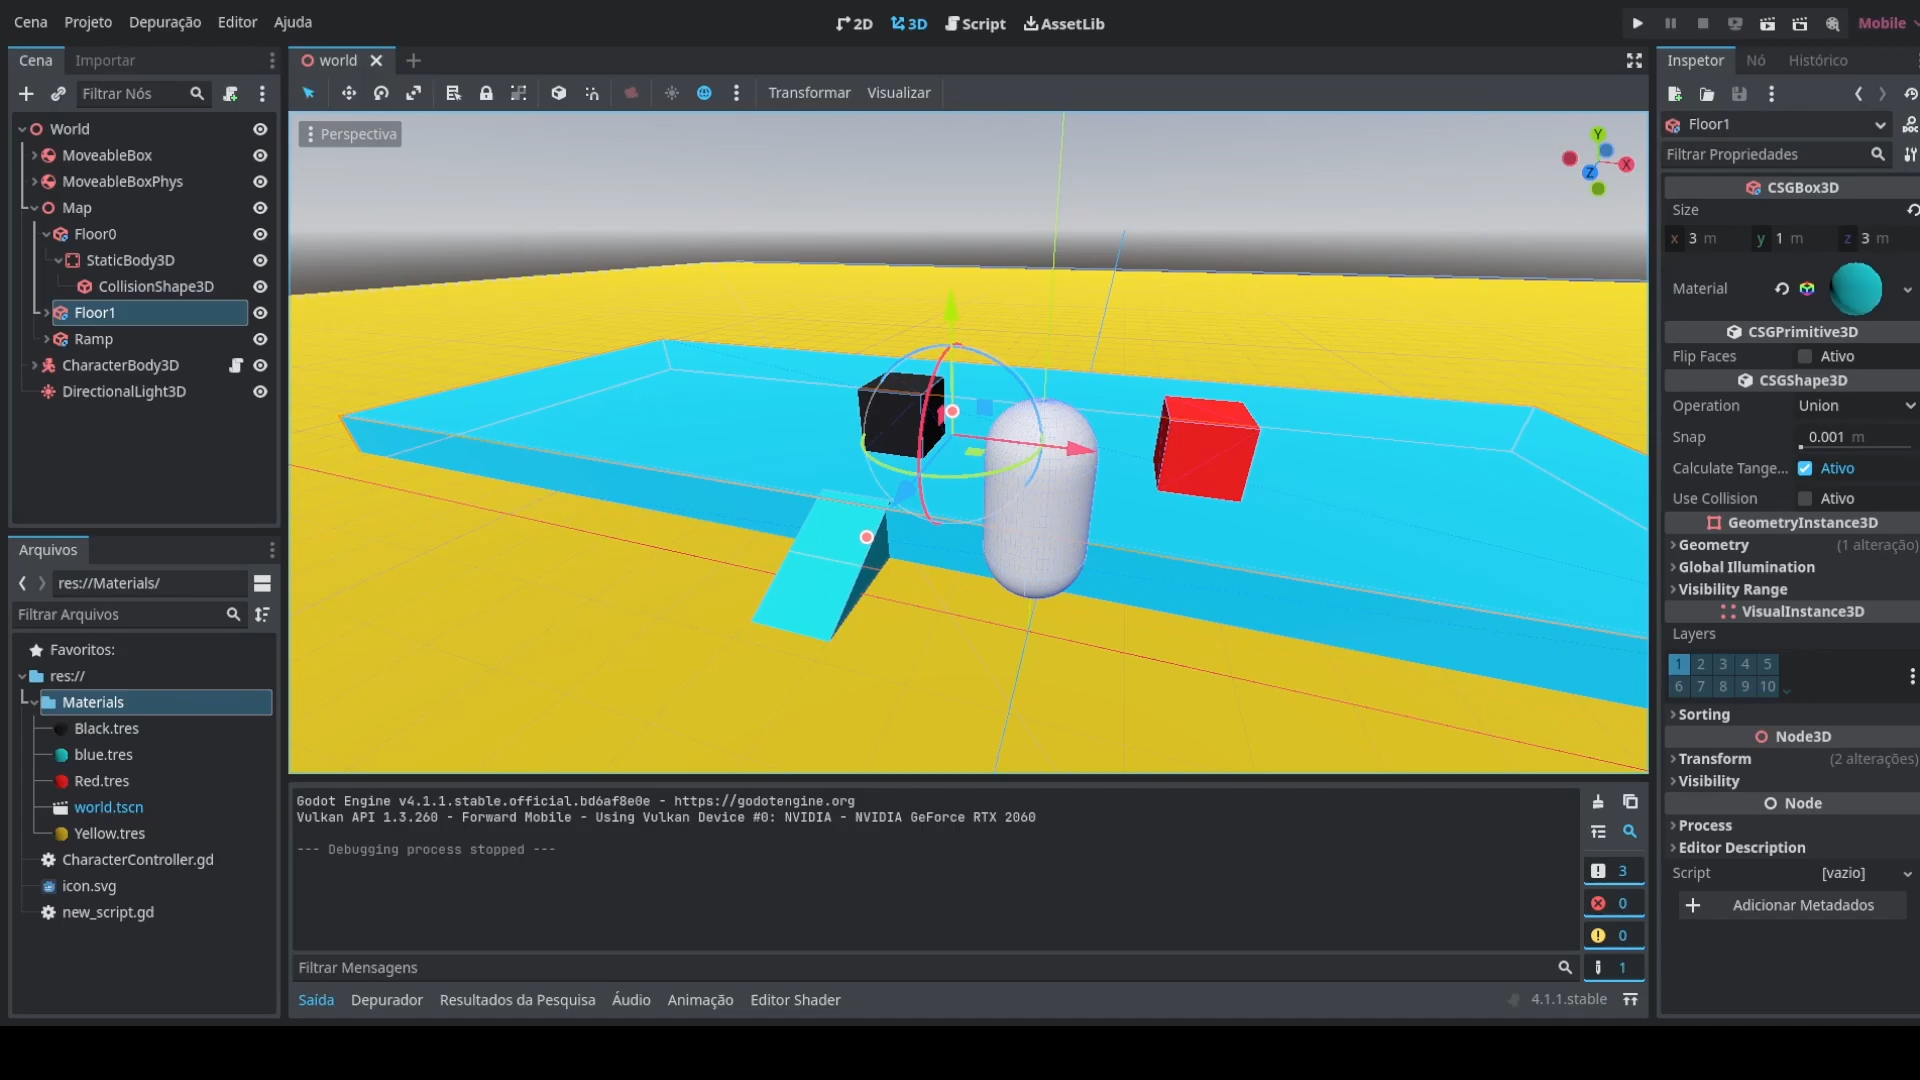 Cena Projeto Depuração Editor Ajuda
2D 3D Script AssetLib
Mobile
Cena Importar
Filtrar Nós
World
MoveableBox
MoveableBoxPhys
Map
Floor0
StaticBody3D
CollisionShape3D
Floor1
Ramp
CharacterBody3D
DirectionalLight3D
Arquivos
res://Materials/
Filtrar Arquivos
Favoritos:
res://
Materials
Black.tres
blue.tres
Red.tres
world.tscn
Yellow.tres
CharacterController.gd
icon.svg
new_script.gd
world
Transformar Visualizar
Perspectiva
Y
X
Z
Godot Engine v4.1.1.stable.official.bd6af8e0e - https://godotengine.org
Vulkan API 1.3.260 - Forward Mobile - Using Vulkan Device #0: NVIDIA - NVIDIA GeForce RTX 2060
--- Debugging process stopped ---
3
0
0
1
Filtrar Mensagens
Saída Depurador Resultados da Pesquisa Áudio Animação Editor Shader
4.1.1.stable
Inspetor Nó Histórico
Floor1
DOC
Filtrar Propriedades
CSGBox3D
Size
x 3 m y 1 m z 3 m
Material
CSGPrimitive3D
Flip Faces Ativo
CSGShape3D
Operation Union
Snap 0.001 m
Calculate Tange... Ativo
Use Collision Ativo
GeometryInstance3D
Geometry (1 alteração)
Global Illumination
Visibility Range
VisualInstance3D
Layers
1 2 3 4 5
6 7 8 9 10
Sorting
Node3D
Transform (2 alterações)
Visibility
Node
Process
Editor Description
Script [vazio]
Adicionar Metadados